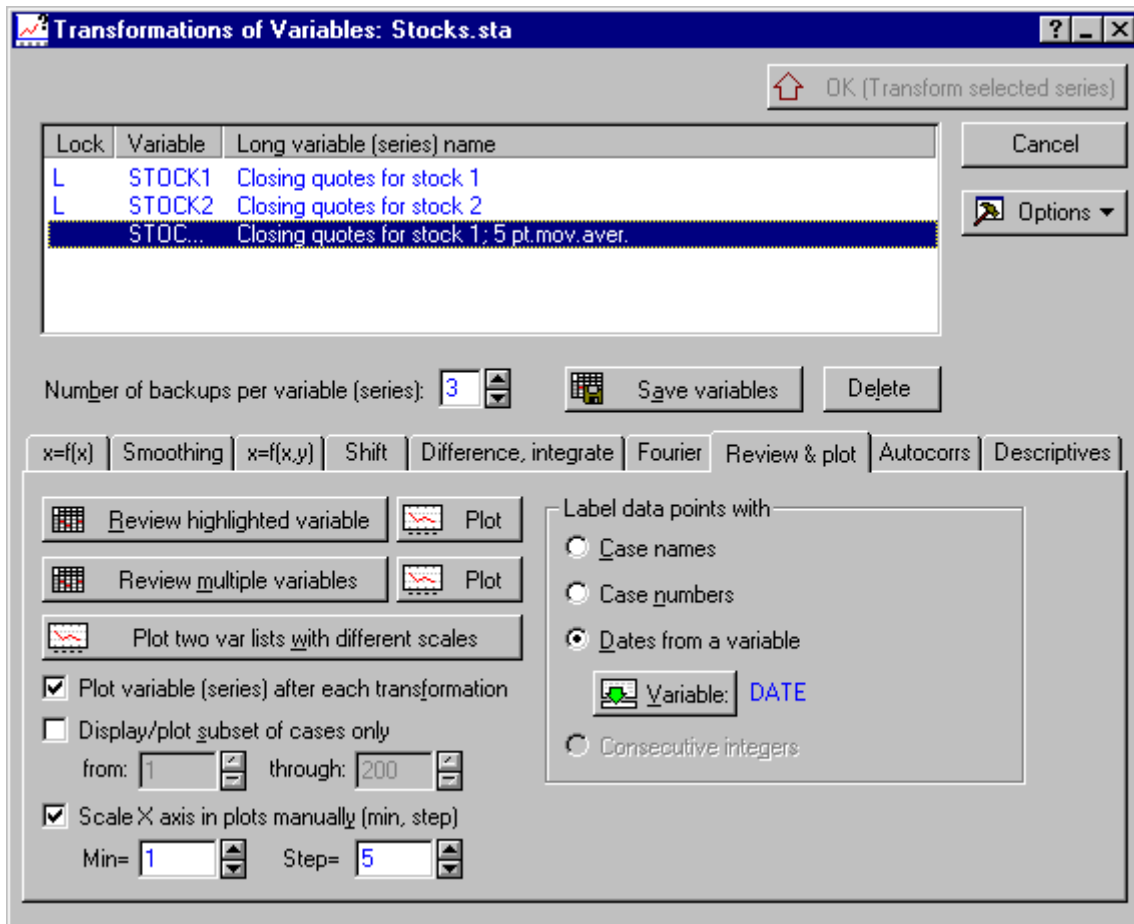 Transformations of Variables: Stocks.sta
OK (Transform selected series)
Lock Variable Long variable (series) name
L STOCK1 Closing quotes for stock 1
L STOCK2 Closing quotes for stock 2
STOC... Closing quotes for stock 1; 5 pt.mov.aver.
Cancel
Options
Number of backups per variable (series): 3 Save variables Delete
x=f(x) Smoothing x=f(x,y) Shift Difference, integrate Fourier Review & plot Autocorrs Descriptives
Review highlighted variable Plot
Review multiple variables Plot
Plot two var lists with different scales
Plot variable (series) after each transformation
Display/plot subset of cases only
from: 1 through: 200
Scale X axis in plots manually (min, step)
Min= 1 Step= 5
Label data points with
Case names
Case numbers
Dates from a variable
Variable: DATE
Consecutive integers